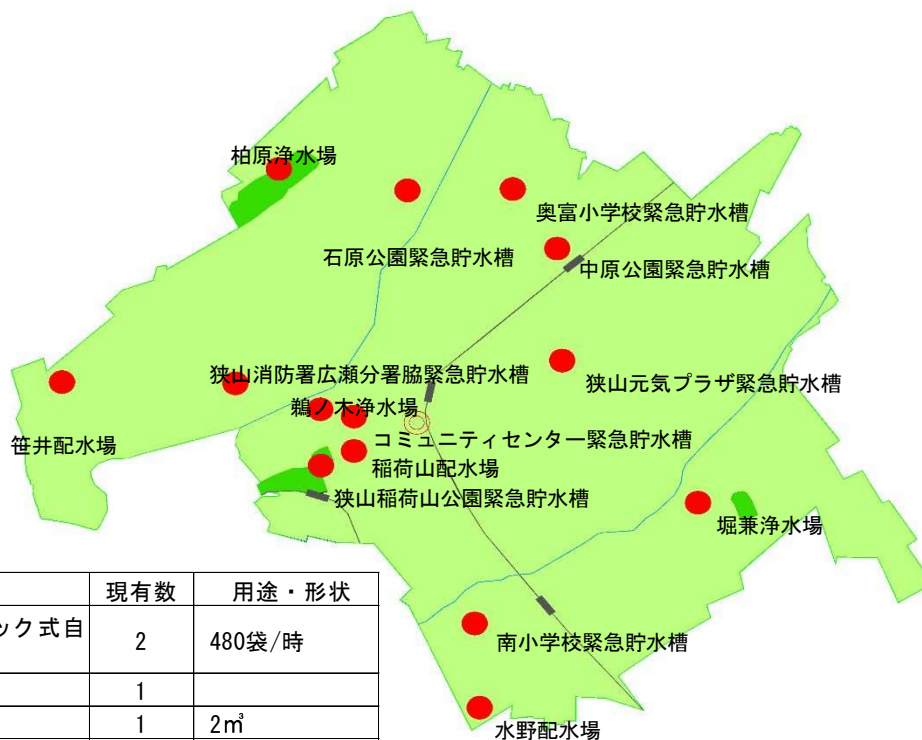 柏原浄水場
奥富小学校緊急貯水槽
石原公園緊急貯水槽
中原公園緊急貯水槽
狭山消防署広瀬分署脇緊急貯水槽
狭山元気プラザ緊急貯水槽
鵜ノ木浄水場
笹井配水場
コミュニティセンター緊急貯水槽
稲荷山配水場
狭山稲荷山公園緊急貯水槽
堀兼浄水場
南小学校緊急貯水槽
水野配水場
現有数 用途・形状
ック式自 2 480袋/時
1
1 2㎥